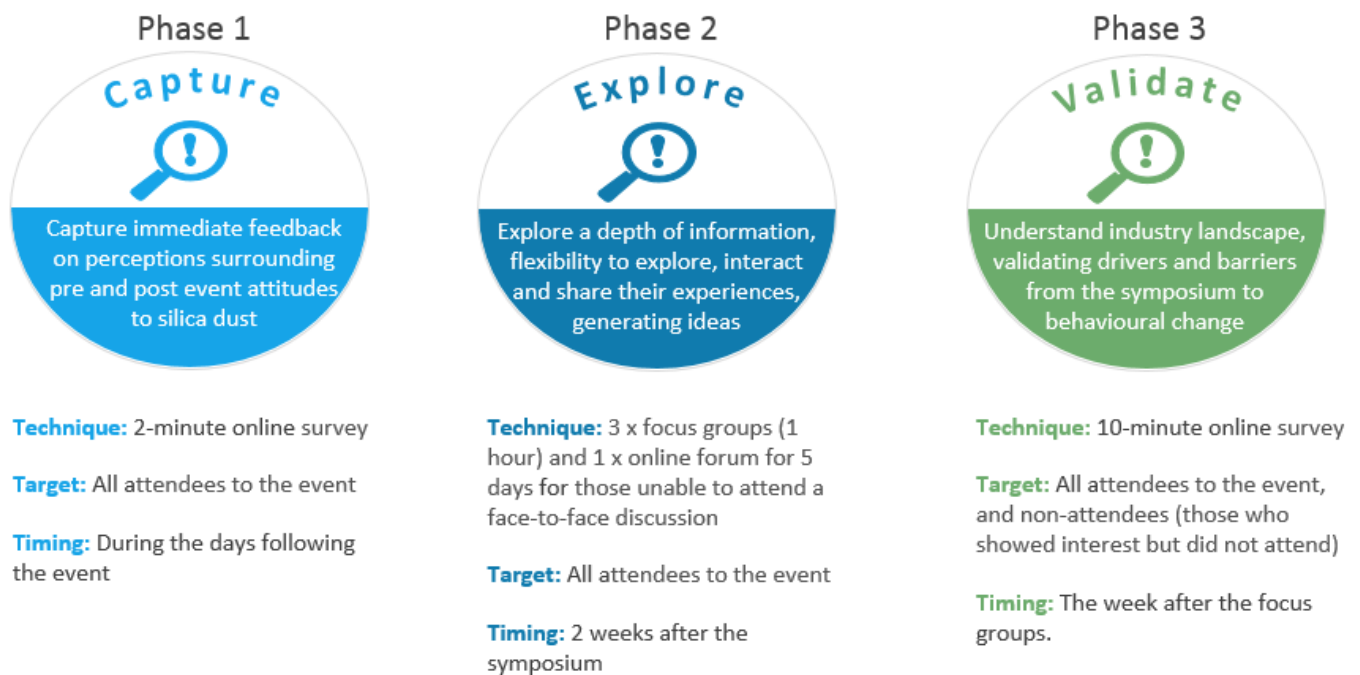 Phase 1
Capture
Capture immediate feedback
on perceptions surrounding
pre and post event attitudes
to silica dust
Technique: 2-minute online survey
Target: All attendees to the event
Timing: During the days following
the event
Phase 2
Explore
Explore a depth of information,
flexibility to explore, interact
and share their experiences,
generating ideas
Technique: 3 x focus groups (1
hour) and 1 x online forum for 5
days for those unable to attend a
face-to-face discussion
Target: All attendees to the event
Timing: 2 weeks after the
symposium
Phase 3
Validate
Understand industry landscape,
validating drivers and barriers
from the symposium to
behavioural change
Technique: 10-minute online survey
Target: All attendees to the event,
and non-attendees (those who
showed interest but did not attend)
Timing: The week after the focus
groups.